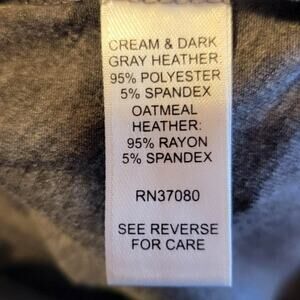 CREAM & DARK
GRAY HEATHER:
95% POLYESTER
5% SPANDEX
OATMEAL
HEATHER:
95% RAYON
5% SPANDEX
RN37080
SEE REVERSE
FOR CARE